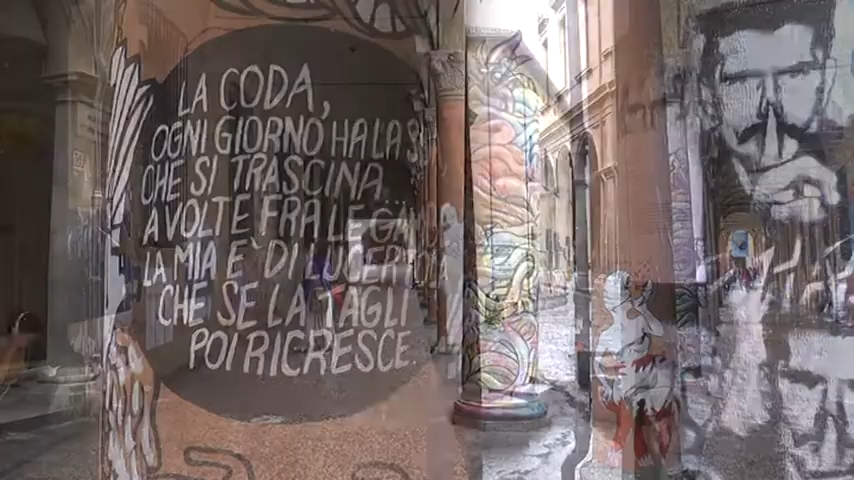 LA CODA,
OGNI GIORNO HA LA
CHE SI TRASCINA
A VOLTE FRA LE
LA MIA E' DI LUCERTOLA
CHE SE LA TAGLI
POI RICRESCE.